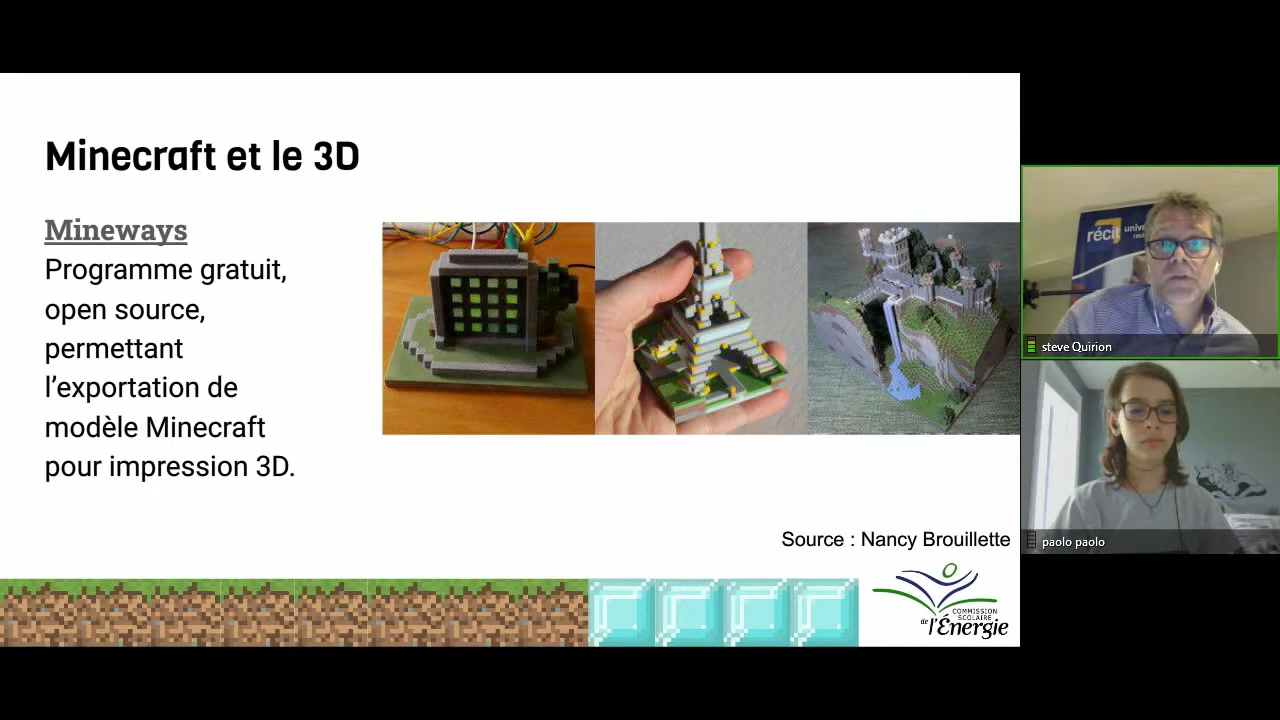 Minecraft et le 3D
Mineways
Programme gratuit,
open source,
permettant
l’exportation de
modèle Minecraft
pour impression 3D.
Source : Nancy Brouillette
COMMISSION
SCOLAIRE
de l'Énergie
récit
steve Quirion
paolo paolo